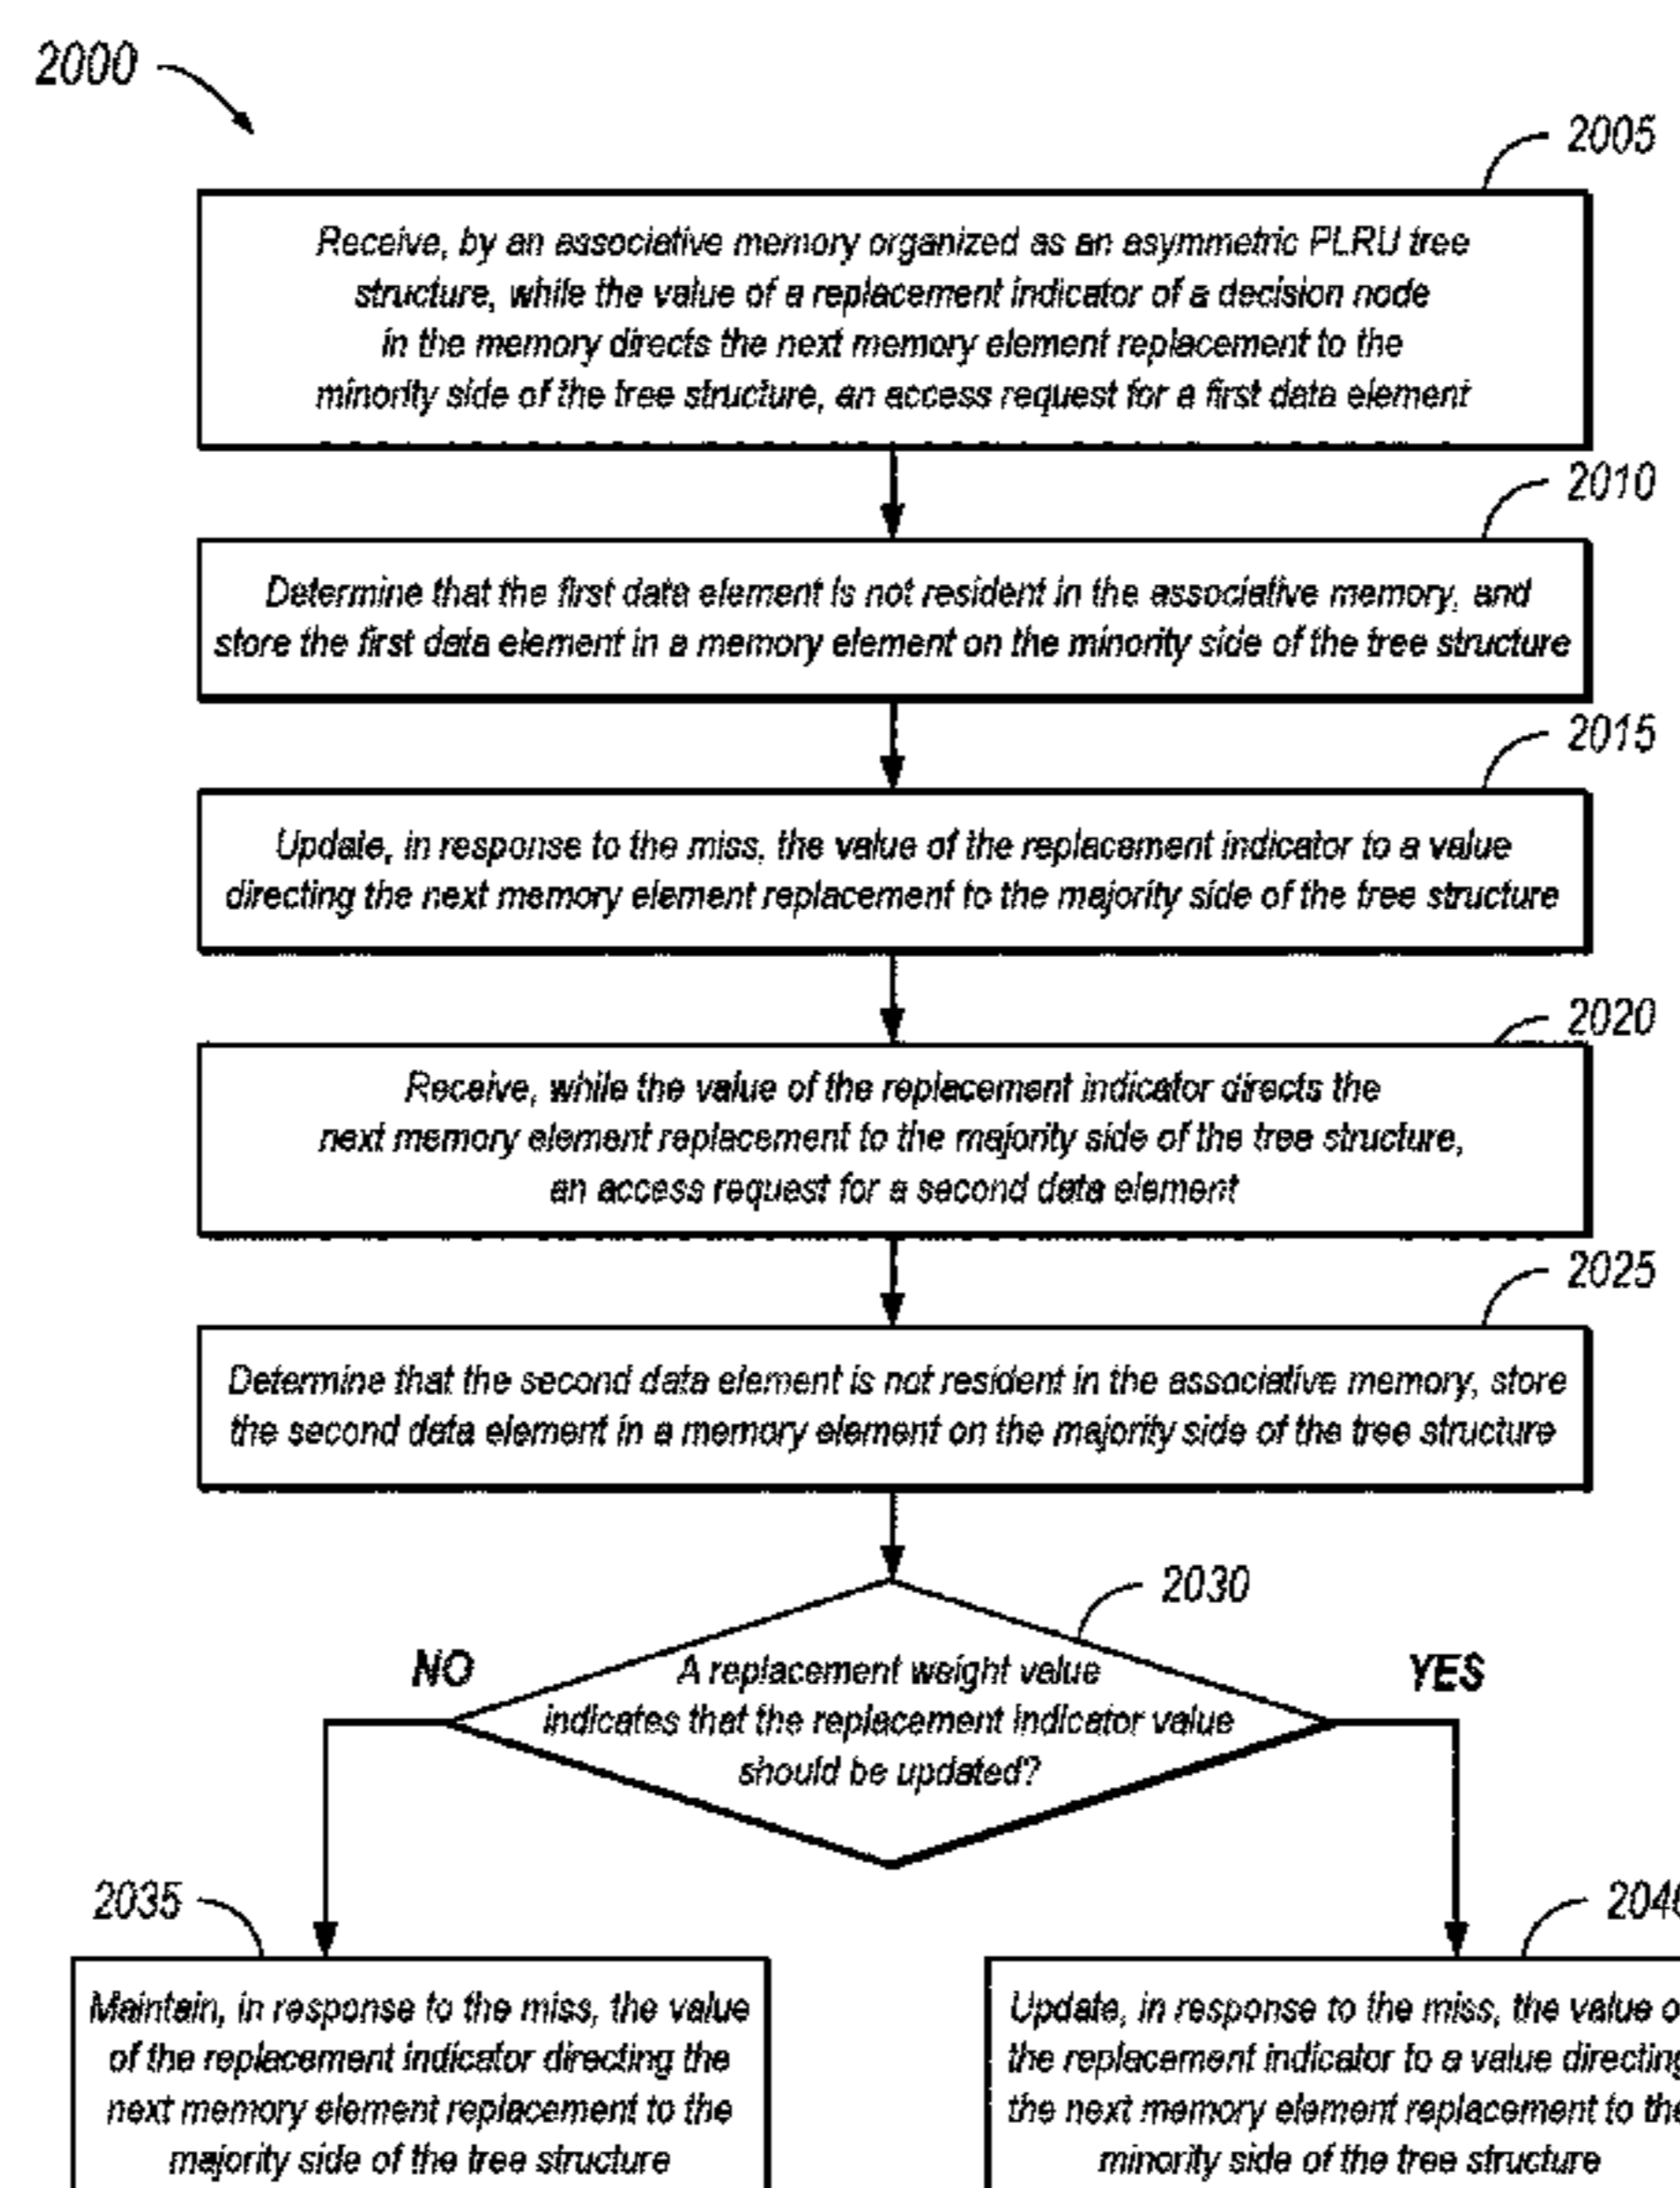 2000
2005
Receive, by an associative memory organized as an asymmetric PLRU tree
structure, while the value of a replacement indicator of a decision node
in the memory directs the next memory element replacement to the
minority side of the tree structure, an access request for a first data element
2010
Determine that the first data element is not resident in the associative memory, and
store the first data element in a memory element on the minority side of the tree structure
2015
Update, in response to the miss, the value of the replacement indicator to a value
directing the next memory element replacement to the majority side of the tree structure
2020
Receive, while the value of the replacement indicator directs the
next memory element replacement to the majority side of the tree structure,
an access request for a second data element
2025
Determine that the second data element is not resident in the associative memory, store
the second data element in a memory element on the majority side of the tree structure
2030
NO
YES
A replacement weight value
indicates that the replacement indicator value
should be updated?
2035
Maintain, in response to the miss, the value
of the replacement indicator directing the
next memory element replacement to the
majority side of the tree structure
Update, in response to the miss, the value
the replacement indicator to a value directing
the next memory element replacement to the
minority side of the tree structure